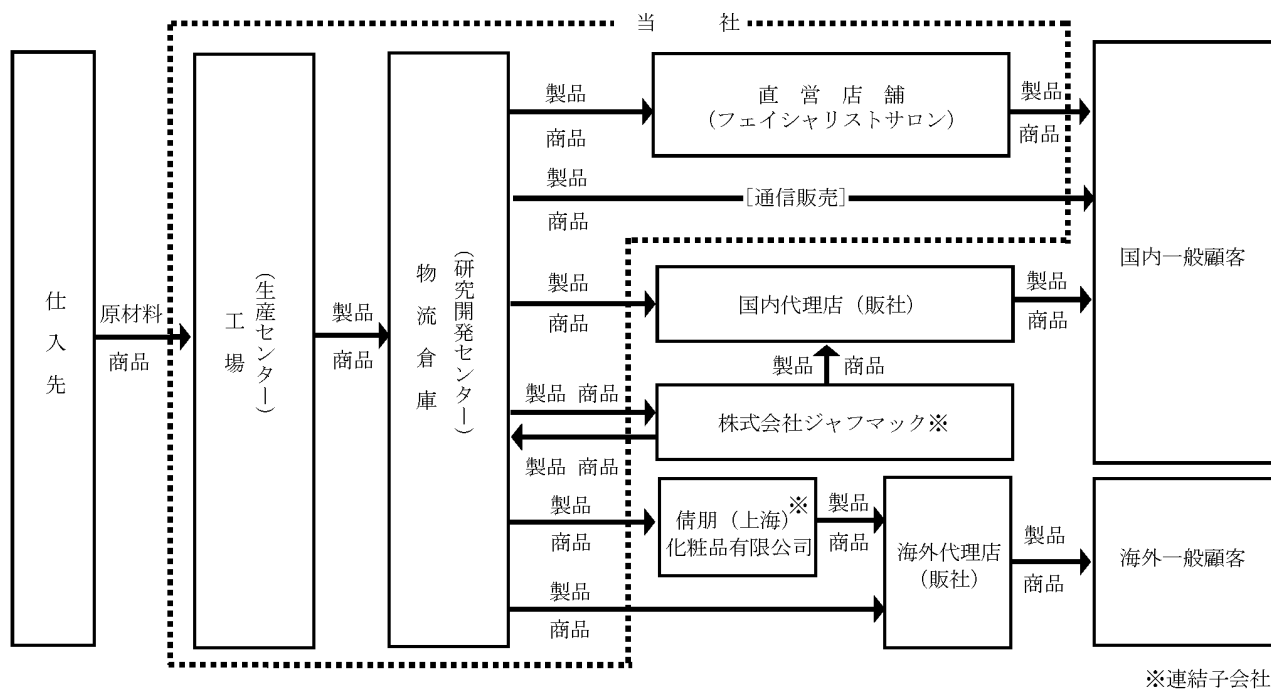 当 社
仕入先
原材料
商品
工場
(生産センター)
製品
商品
物流倉庫
(研究開発センター)
製品
商品
直営店舗
(フェイシャリストサロン)
製品
商品
製品
商品
[通信販売]
製品
商品
国内代理店(販社)
製品
商品
製品 商品
製品 商品
株式会社ジャフマック※
製品 商品
国内一般顧客
製品
商品
倩朋(上海)※
化粧品有限公司
製品
商品
製品
商品
海外代理店
(販社)
製品
商品
海外一般顧客
※連結子会社